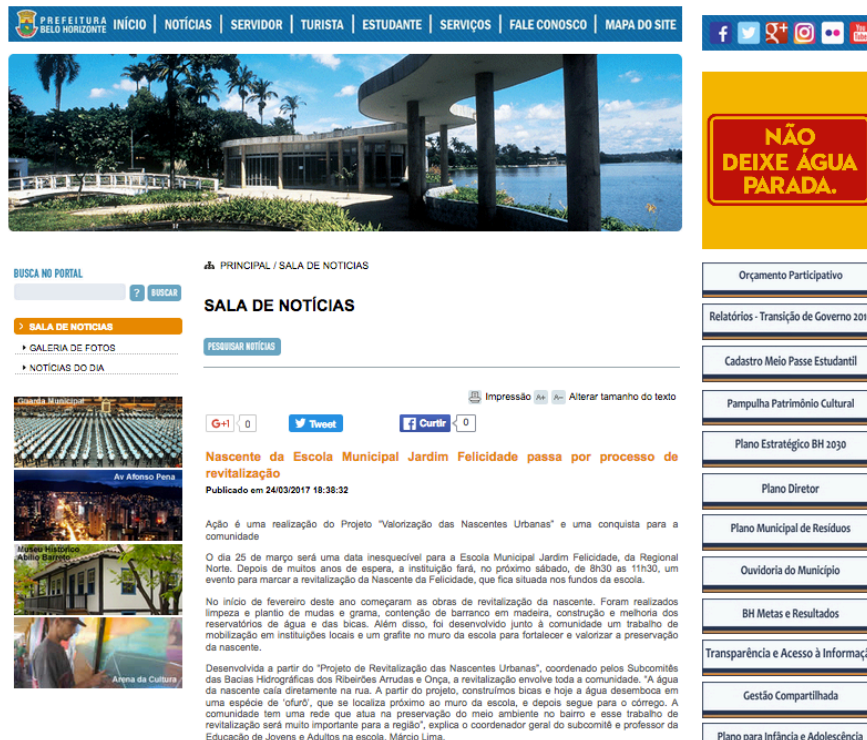 PREFEITURA
BELO HORIZONTE
INÍCIO | NOTÍCIAS | SERVIDOR | TURISTA | ESTUDANTE | SERVIÇOS | FALE CONOSCO | MAPA DO SITE
NÃO
DEIXE ÁGUA
PARADA.
BUSCA NO PORTAL
? BUSCAR
SALA DE NOTICIAS
GALERIA DE FOTOS
NOTÍCIAS DO DIA
Guarda Municipal
Av Afonso Pena
Museu Histórico
Abílio Barreto
Arena da Cultura
PRINCIPAL / SALA DE NOTICIAS
SALA DE NOTÍCIAS
PESQUISAR NOTÍCIAS
Impressão A+ A- Alterar tamanho do texto
G+1 0 Tweet Curtir 0
Nascente da Escola Municipal Jardim Felicidade passa por processo de
revitalização
Publicado em 24/03/2017 18:38:32
Ação é uma realização do Projeto "Valorização das Nascentes Urbanas" e uma conquista para a
comunidade
O dia 25 de março será uma data inesquecível para a Escola Municipal Jardim Felicidade, da Regional
Norte. Depois de muitos anos de espera, a instituição fará, no próximo sábado, de 8h30 as 11h30, um
evento para marcar a revitalização da Nascente da Felicidade, que fica situada nos fundos da escola.
No início de fevereiro deste ano começaram as obras de revitalização da nascente. Foram realizados
limpeza e plantio de mudas e grama, contenção de barranco em madeira, construção e melhoria dos
reservatórios de água e das bicas. Além disso, foi desenvolvido junto à comunidade um trabalho de
mobilização em instituições locais e um grafite no muro da escola para fortalecer e valorizar a preservação
da nascente.
Desenvolvida a partir do "Projeto de Revitalização das Nascentes Urbanas", coordenado pelos Subcomitês
das Bacias Hidrográficas dos Ribeirões Arrudas e Onça, a revitalização envolve toda a comunidade. "A água
da nascente caía diretamente na rua. A partir do projeto, construímos bicas e hoje a água desemboca em
uma espécie de 'ofurô', que se localiza próximo ao muro da escola, e depois segue para o córrego. A
comunidade tem uma rede que atua na preservação do meio ambiente no bairro e esse trabalho de
revitalização será muito importante para a região", explica o coordenador geral do subcomitê e professor da
Educação de Jovens e Adultos na escola, Márcio Lima.
Orçamento Participativo
Relatórios - Transição de Governo 201
Cadastro Meio Passe Estudantil
Pampulha Patrimônio Cultural
Plano Estratégico BH 2030
Plano Diretor
Plano Municipal de Resíduos
Ouvidoria do Município
BH Metas e Resultados
Transparência e Acesso à Informaç
Gestão Compartilhada
Plano para Infância e Adolescência